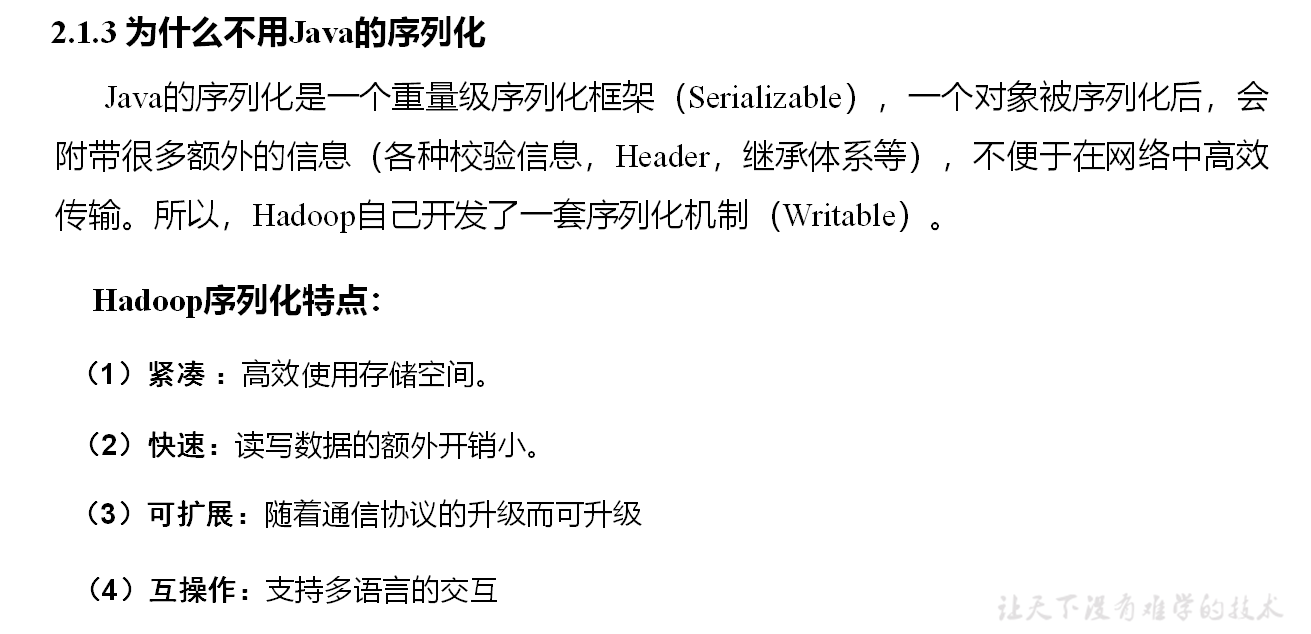 2.1.3 为什么不用Java的序列化
Java的序列化是一个重量级序列化框架（Serializable），一个对象被序列化后，会
附带很多额外的信息（各种校验信息，Header，继承体系等），不便于在网络中高效
传输。所以，Hadoop自己开发了一套序列化机制（Writable）。
Hadoop序列化特点：
（1）紧凑 ：高效使用存储空间。
（2）快速：读写数据的额外开销小。
（3）可扩展：随着通信协议的升级而可升级
（4）互操作：支持多语言的交互
让天下没有难学的技术